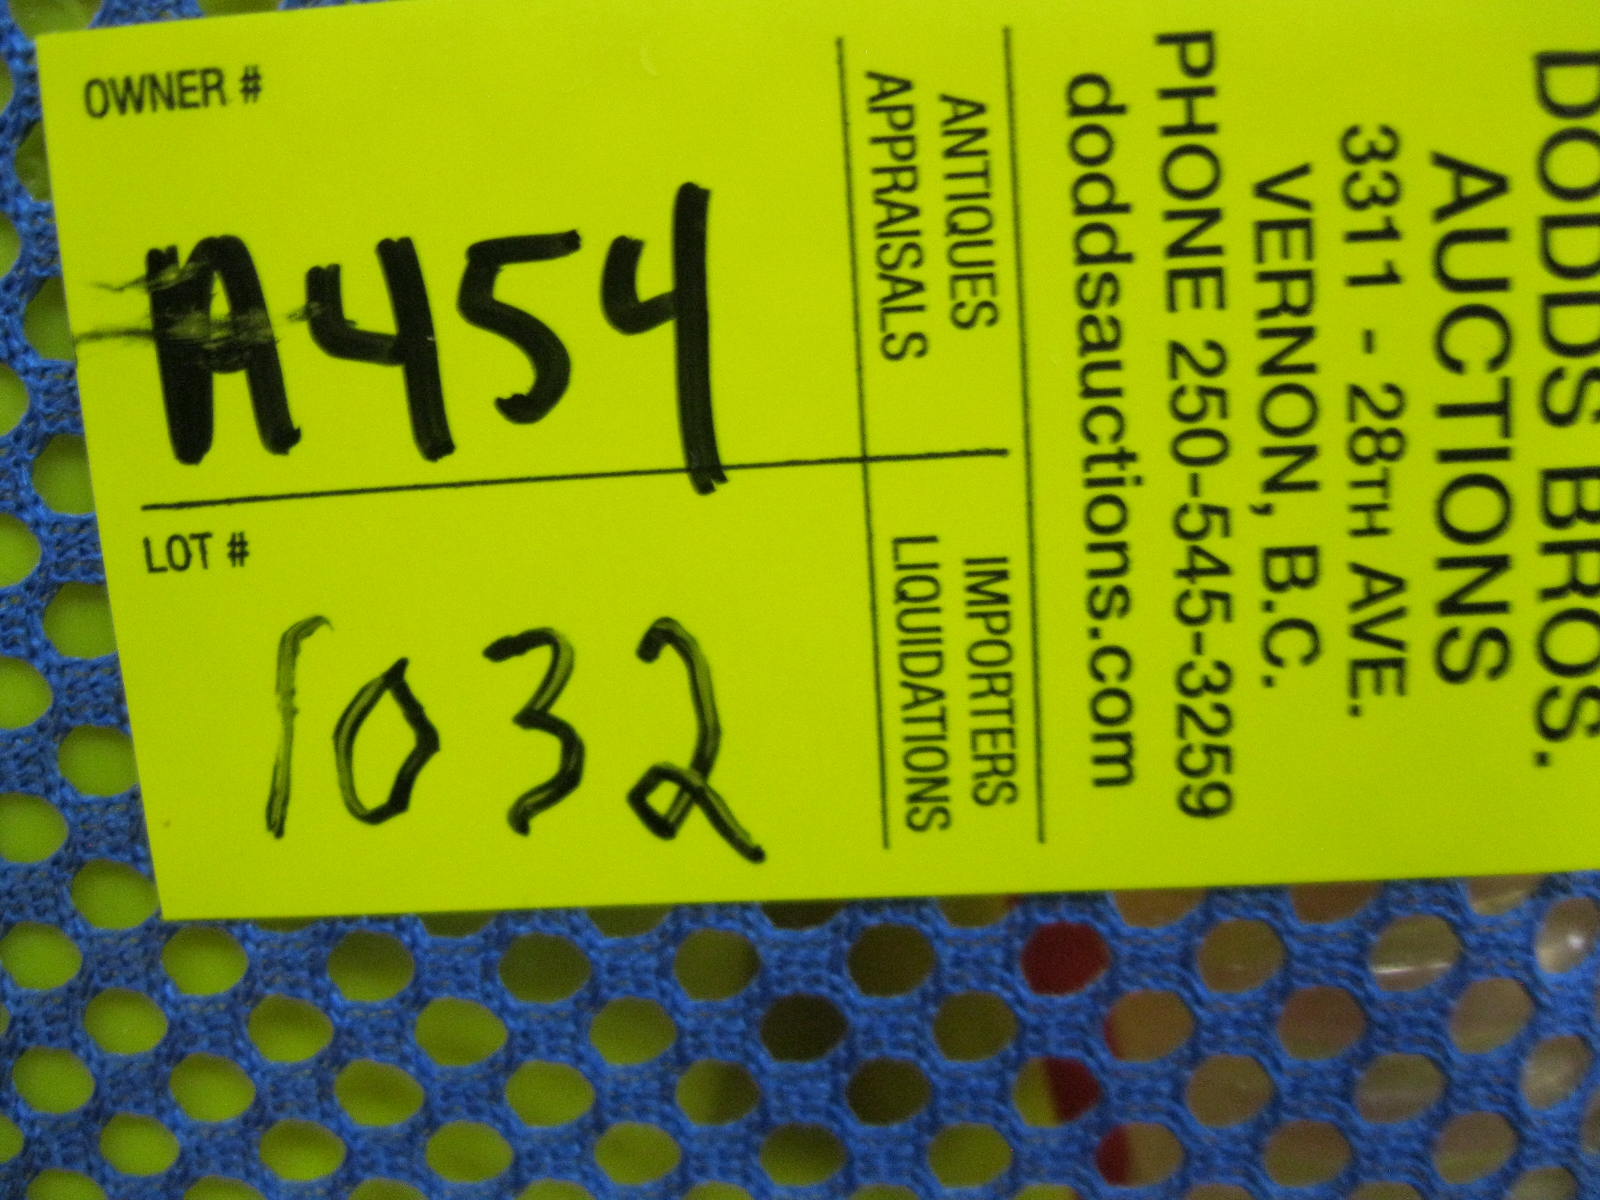 OWNER #
A454
LOT #
1032
DODDS BROS.
AUCTIONS
3311 - 28TH AVE.
VERNON, B.C.
PHONE 250-545-3259
doddsauctions.com
ANTIQUES
APPRAISALS
IMPORTERS
LIQUIDATIONS